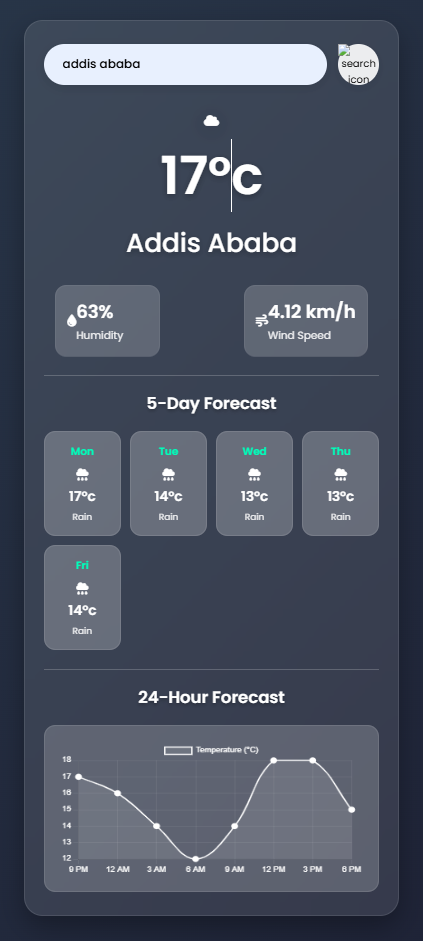 addis ababa
search
icon
17°c
Addis Ababa
63%
Humidity
4.12 km/h
Wind Speed
5-Day Forecast
Mon
17°c
Rain
Tue
14°c
Rain
Wed
13°c
Rain
Thu
13°c
Rain
Fri
14°c
Rain
24-Hour Forecast
Temperature (°C)
18
17
16
15
14
13
12
9 PM 12 AM 3 AM 6 AM 9 AM 12 PM 3 PM 6 PM